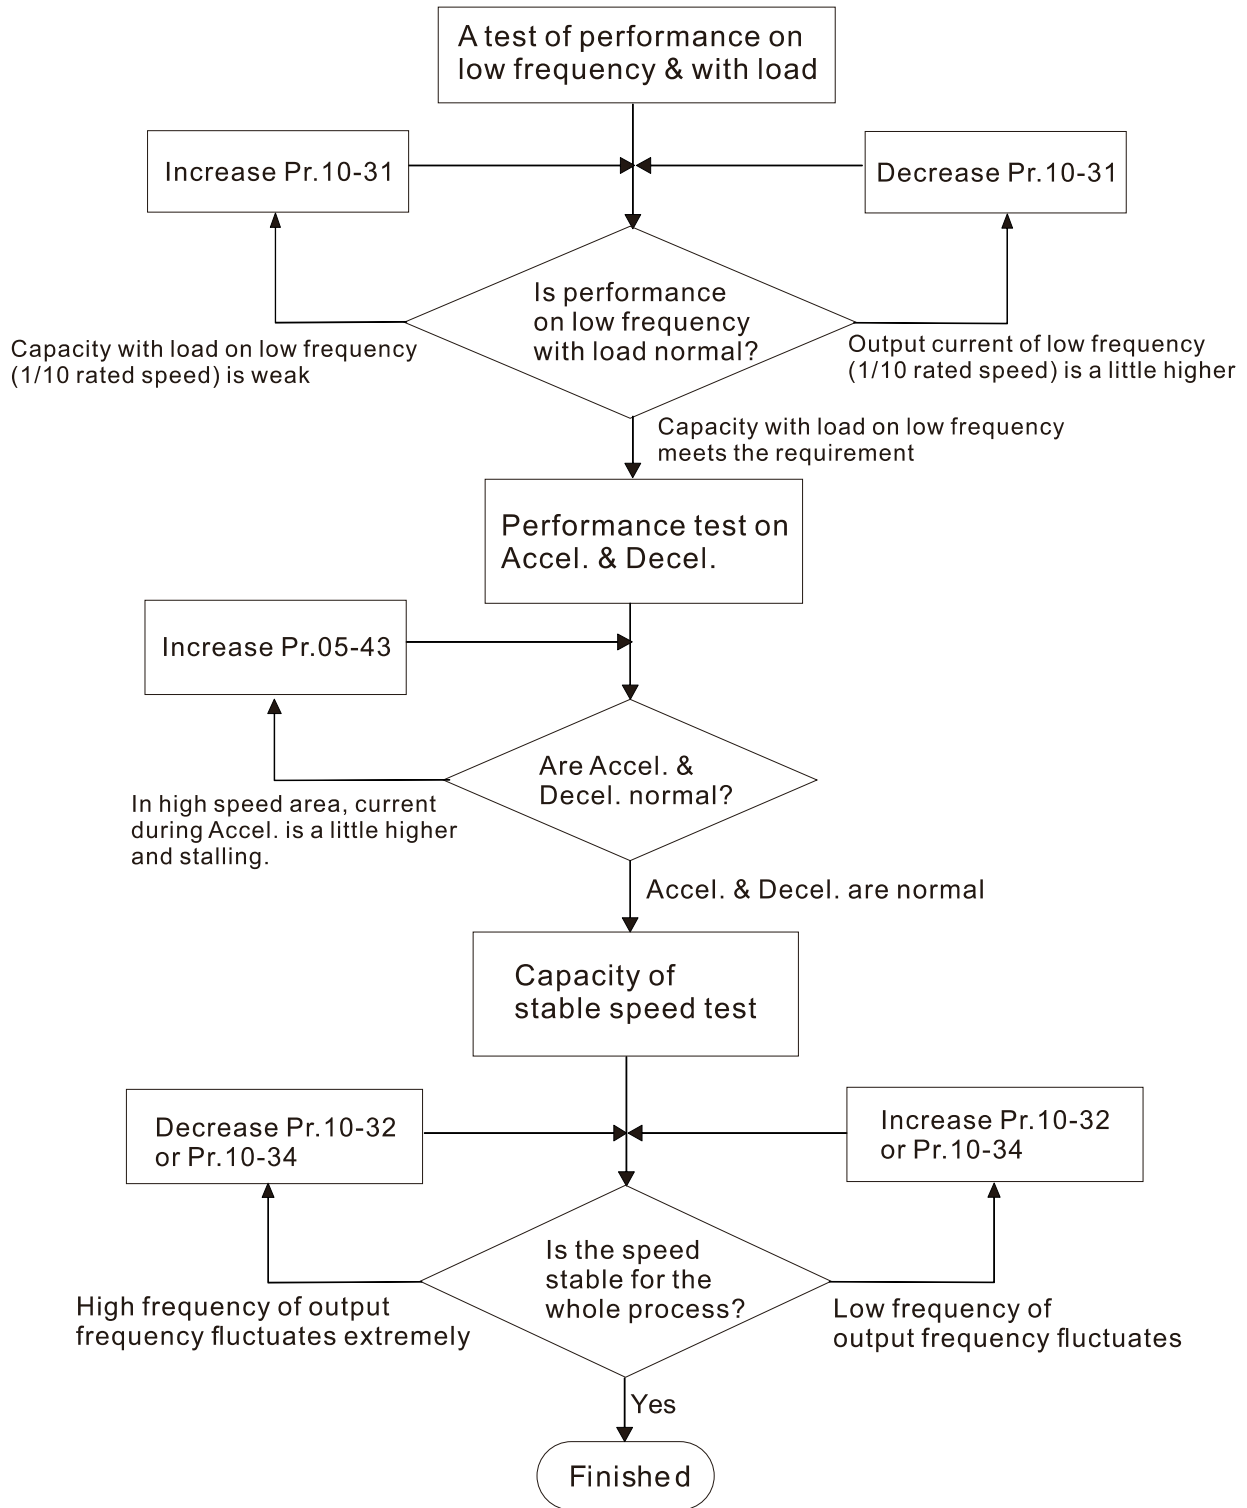 A test of performance on
low frequency & with load
Increase Pr.10-31
Decrease Pr.10-31
Is performance
on low frequency
with load normal?
Capacity with load on low frequency
(1/10 rated speed) is weak
Output current of low frequency
(1/10 rated speed) is a little higher
Capacity with load on low frequency
meets the requirement
Performance test on
Accel. & Decel.
Increase Pr.05-43
Are Accel. &
Decel. normal?
In high speed area, current
during Accel. is a little higher
and stalling.
Accel. & Decel. are normal
Capacity of
stable speed test
Decrease Pr.10-32
or Pr.10-34
Increase Pr.10-32
or Pr.10-34
Is the speed
stable for the
whole process?
High frequency of output
frequency fluctuates extremely
Low frequency of
output frequency fluctuates
Yes
Finished